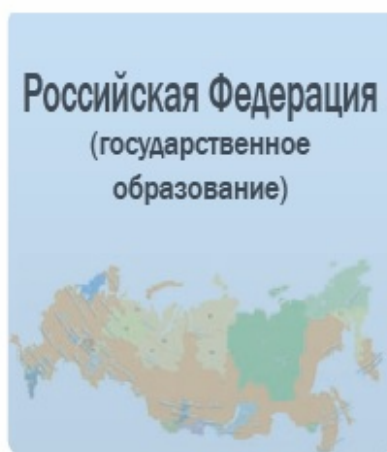 Российская Федерация
(государственное
образование)